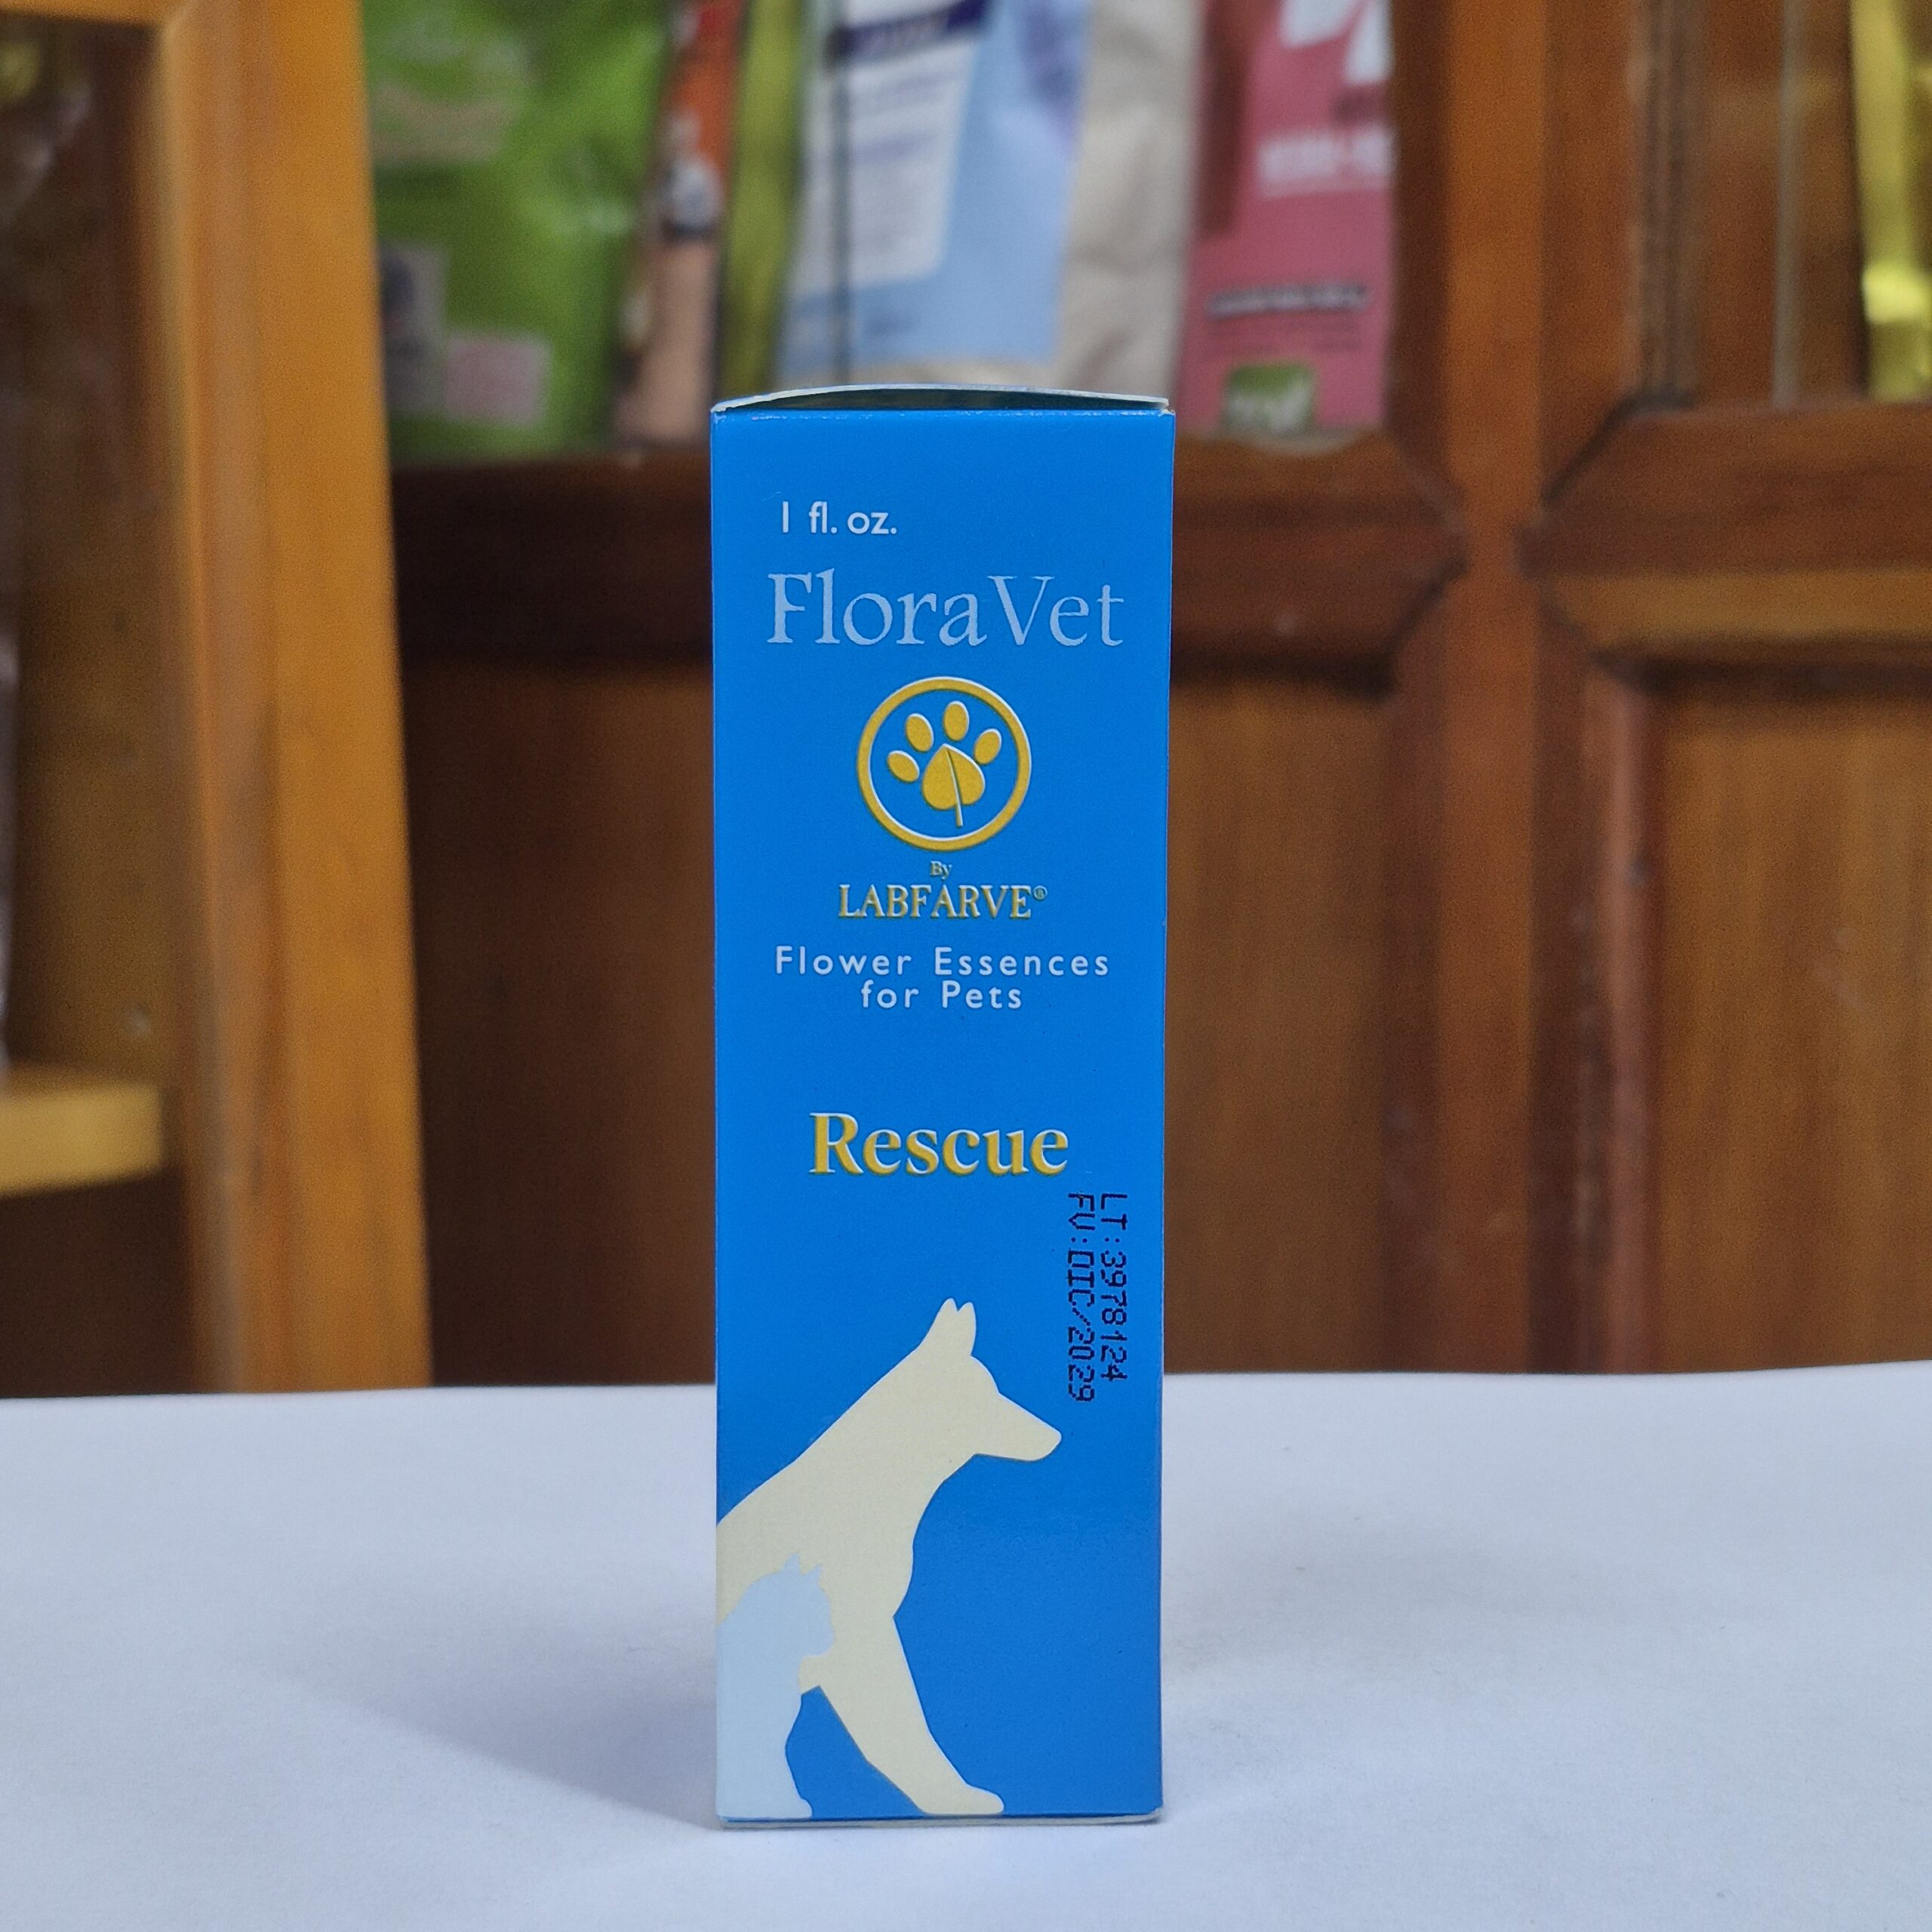 1 fl. oz.
FloraVet
By
LABFARVE®
Flower Essences
for Pets
Rescue
LT:3978124
FV:DIC/2029